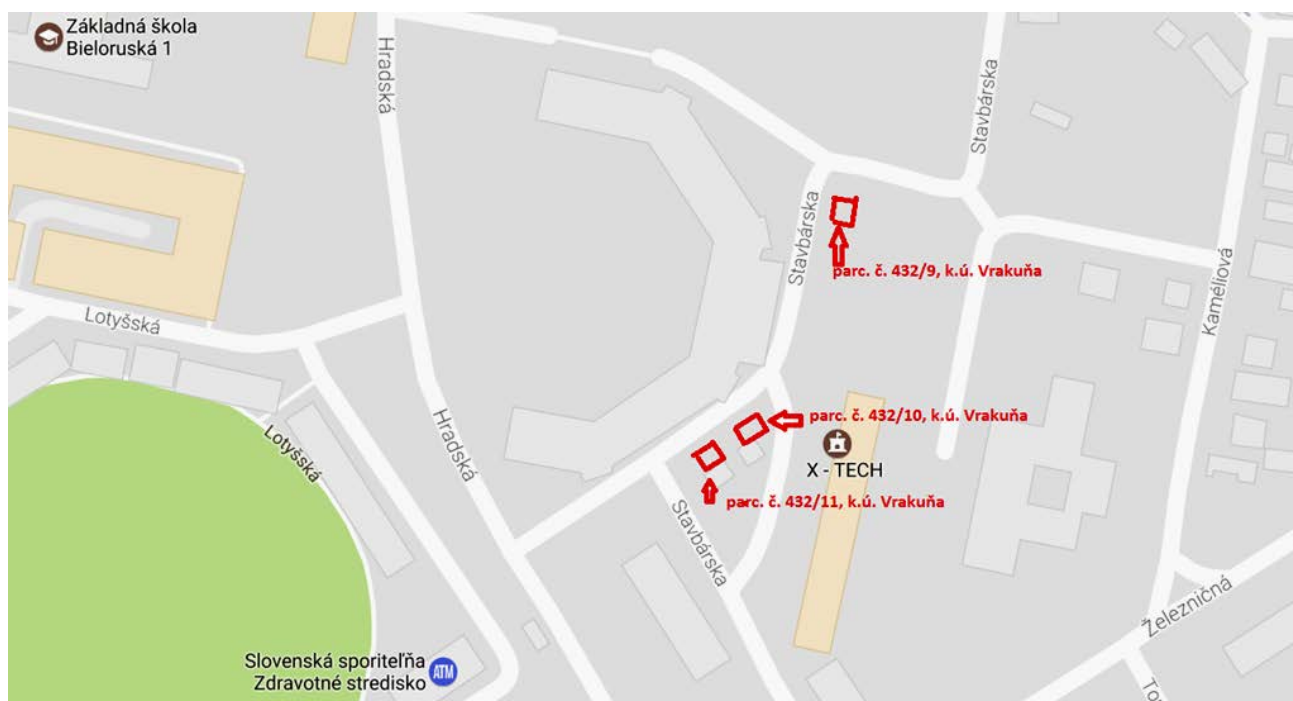 Základná škola
Bieloruská 1
Hradská
Stavbárska
Stavbárska
parc. č. 432/9, k.ú. Vrakuňa
Kaméliová
Lotyšská
Lotyšská
Hradská
parc. č. 432/10, k.ú. Vrakuňa
X - TECH
parc. č. 432/11, k.ú. Vrakuňa
Stavbárska
Železničná
Slovenská sporiteľňa
Zdravotné stredisko
ATM